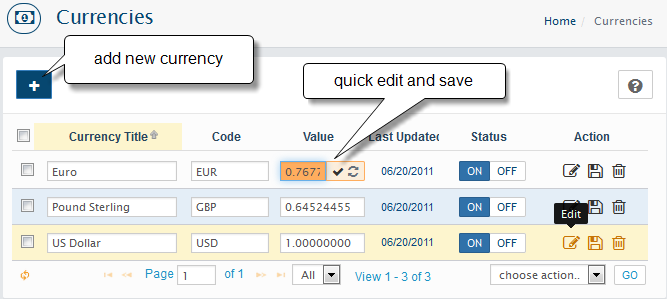 Currencies
Home / Currencies
add new currency
quick edit and save
+ ?
Currency Title Code Value Last Updated Status Action
Euro EUR 0.7677 06/20/2011 ON OFF
Pound Sterling GBP 0.64524455 06/20/2011 ON OFF
Edit
US Dollar USD 1.00000000 06/20/2011 ON OFF
Page 1 of 1 All View 1 - 3 of 3 choose action.. GO